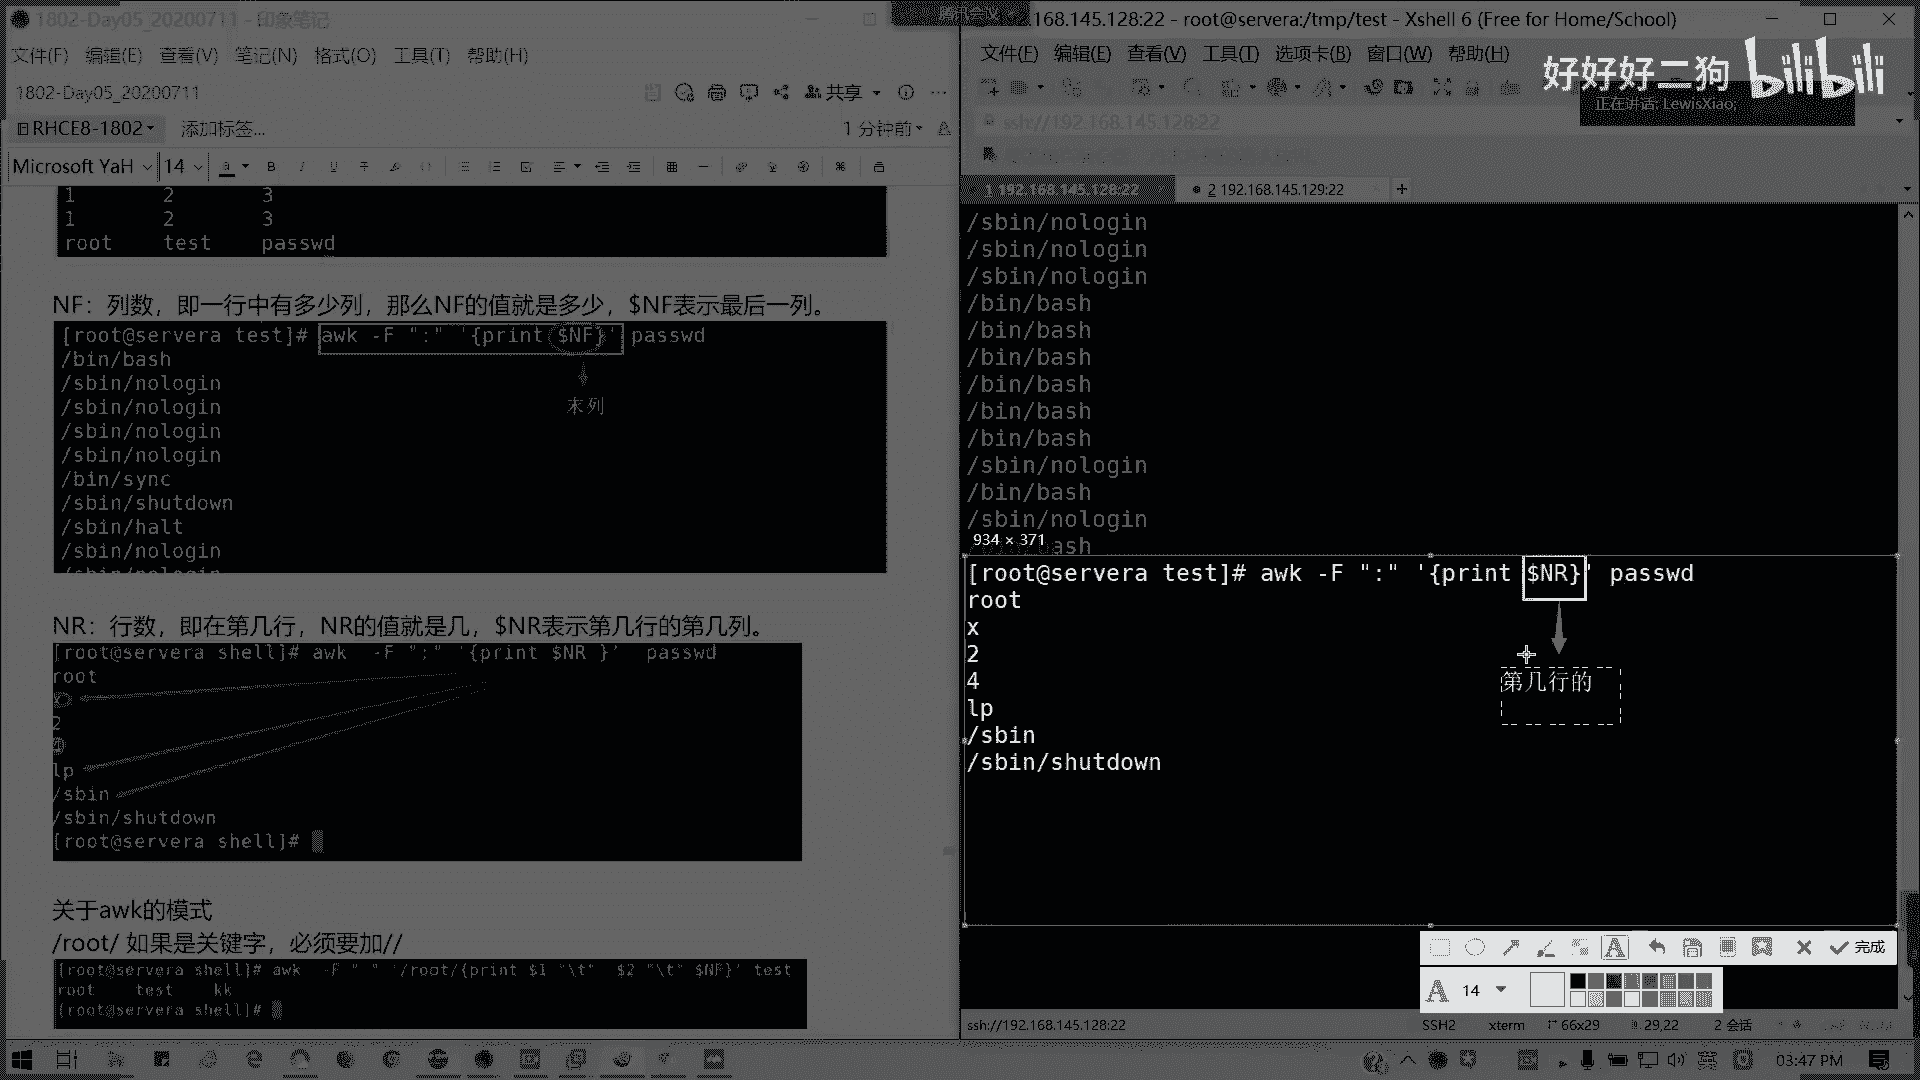 1802-Day05_20200711 - 印象笔记
文件(F) 编辑(E) 查看(V) 笔记(N) 格式(O) 工具(T) 帮助(H)
1802-Day05_20200711
共享
RHCE8-1802
添加标签...
1 分钟前
Microsoft YaH
14
1 2 3
1 2 3
root test passwd
NF：列数，即一行中有多少列，那么NF的值就是多少，$NF表示最后一列。
[root@servera test]# awk -F ":" '{print $NF}' passwd
/bin/bash
/sbin/nologin
/sbin/nologin
/sbin/nologin
/sbin/nologin
/bin/sync
/sbin/shutdown
/sbin/halt
/sbin/nologin
末列
NR：行数，即在第几行，NR的值就是几，$NR表示第几行的第几列。
[root@servera shell]# awk  -F ":"  '{print $NR }'  passwd
root
2
lp
/sbin
/sbin/shutdown
[root@servera shell]#
关于awk的模式
/root/ 如果是关键字，必须要加//
[root@servera shell]# awk  -F " " '/root/{print $1 "\t"  $2 "\t" $NF}' test
root test kk
[root@servera shell]#
.168.145.128:22 - root@servera:/tmp/test - Xshell 6 (Free for Home/School)
文件(F) 编辑(E) 查看(V) 工具(T) 选项卡(B) 窗口(W) 帮助(H)
好好好二狗 bilibili
正在讲话: LewisXiao;
ssh://192.168.145.128:22
1 192.168.145.128:22
2 192.168.145.129:22
/sbin/nologin
/sbin/nologin
/sbin/nologin
/bin/bash
/bin/bash
/bin/bash
/bin/bash
/bin/bash
/bin/bash
/sbin/nologin
/bin/bash
/sbin/nologin
934 × 371
ash
[root@servera test]# awk -F ":" '{print $NR}' passwd
root
x
2
4
lp
/sbin
/sbin/shutdown
第几行的
完成
A 14
ssh://192.168.145.128:22
SSH2
xterm
66x29
29,22
2 会话
英
03:47 PM